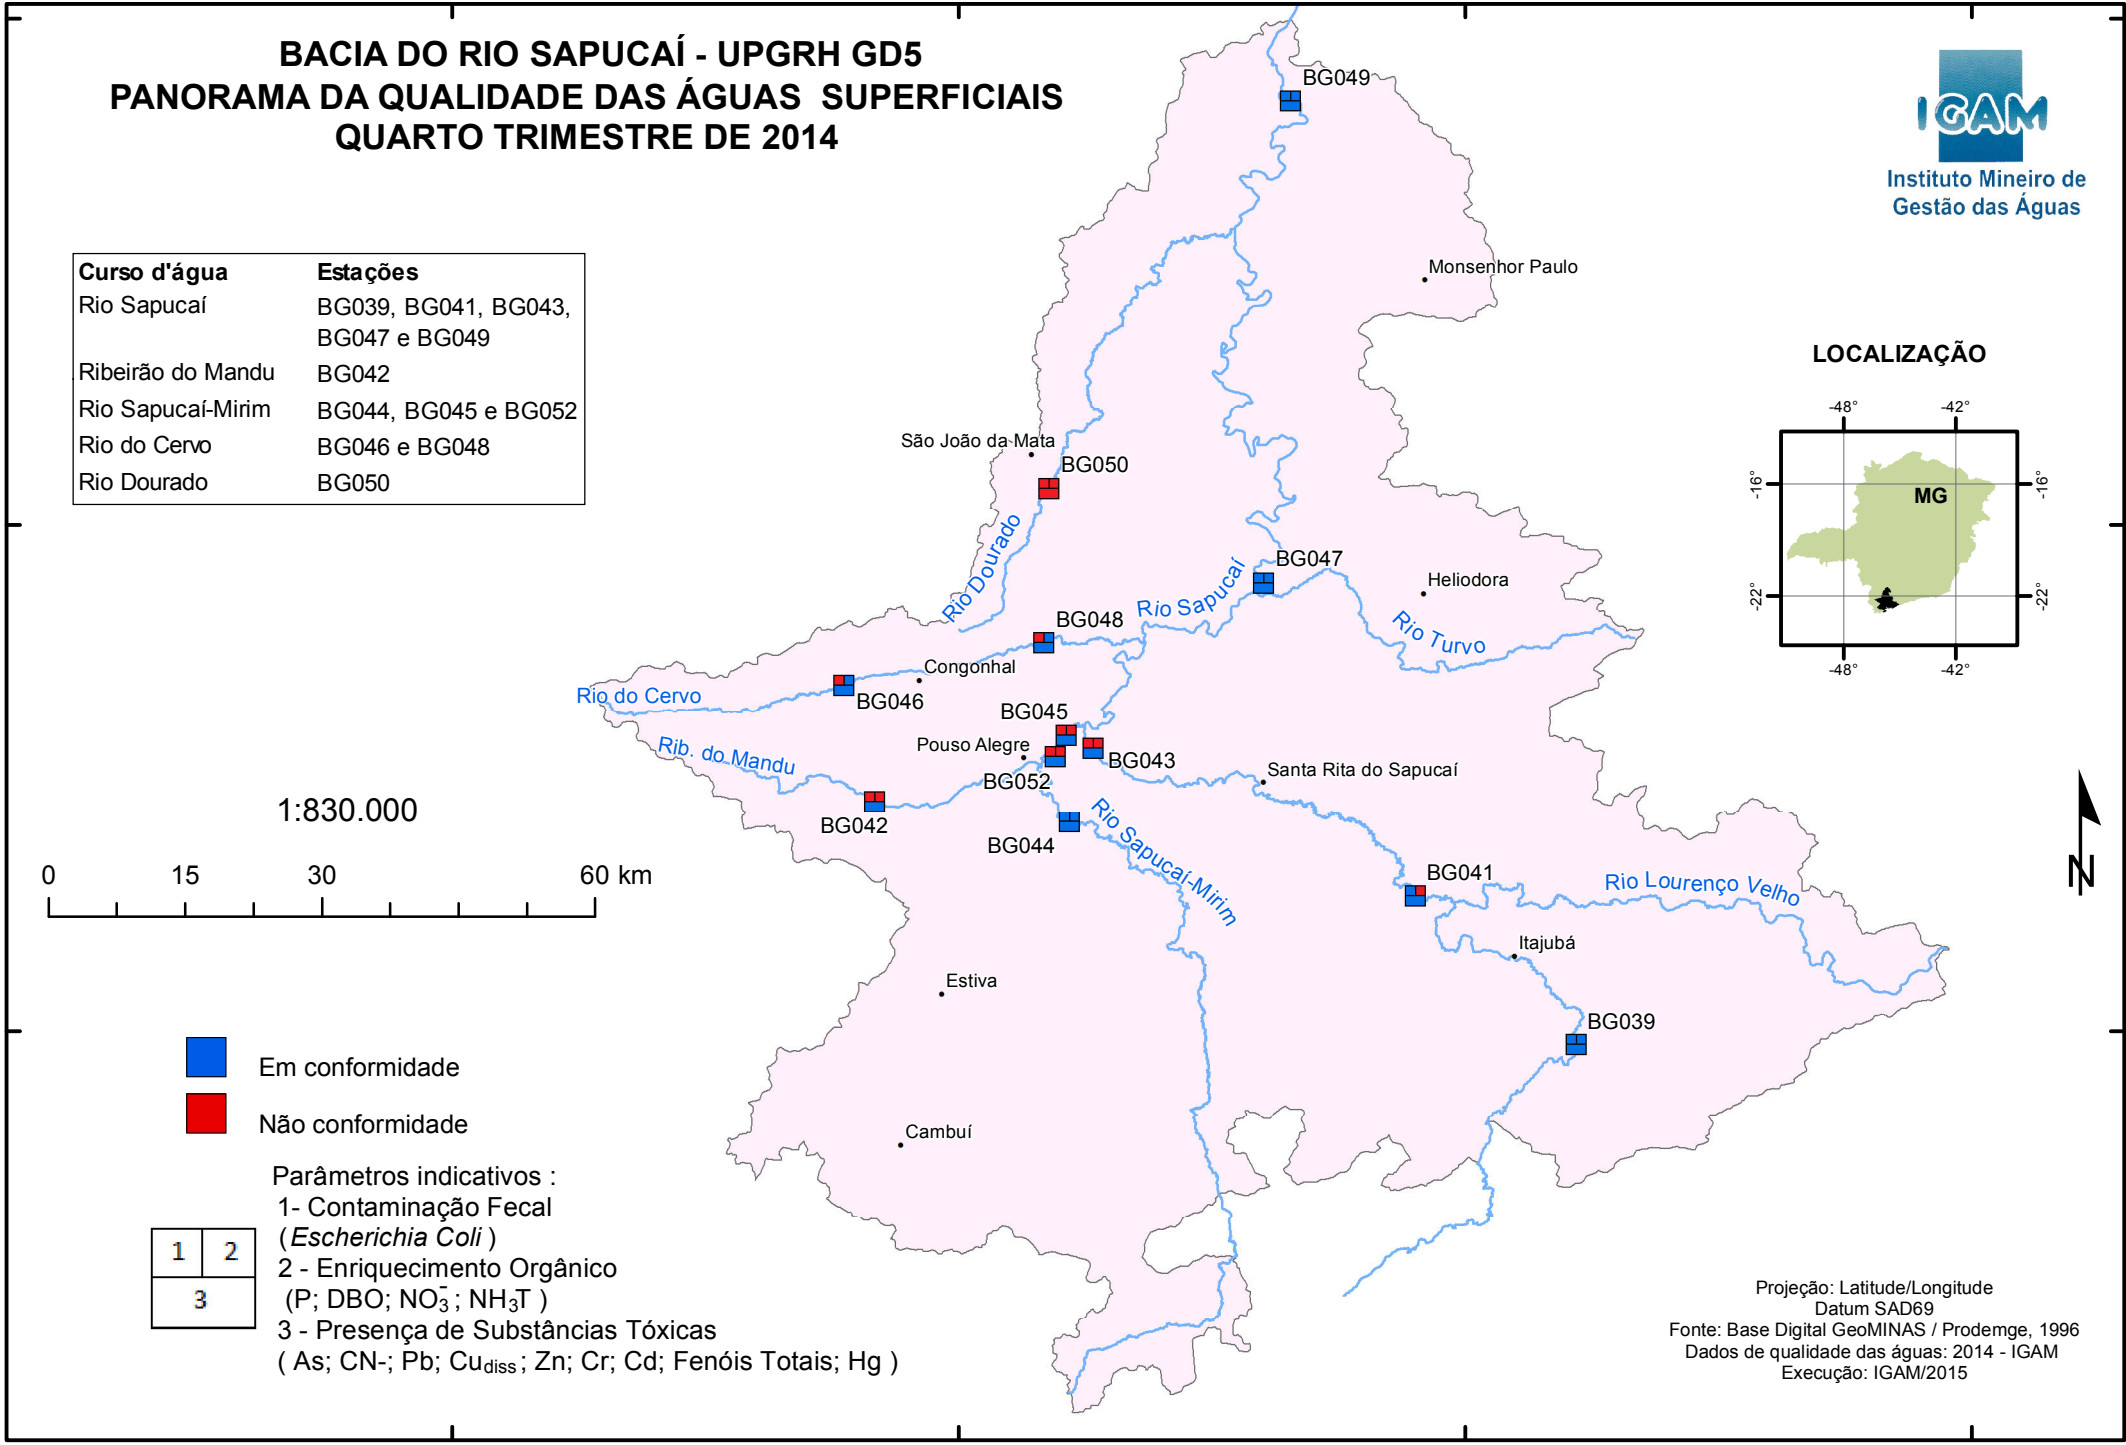 BACIA DO RIO SAPUCAÍ - UPGRH GD5
PANORAMA DA QUALIDADE DAS ÁGUAS SUPERFICIAIS
QUARTO TRIMESTRE DE 2014
IGAM
Instituto Mineiro de
Gestão das Águas
Curso d'água Estações
Rio Sapucaí BG039, BG041, BG043,
BG047 e BG049
Ribeirão do Mandu BG042
Rio Sapucaí-Mirim BG044, BG045 e BG052
Rio do Cervo BG046 e BG048
Rio Dourado BG050
BG049
Monsenhor Paulo
São João da Mata
BG050
Rio Dourado
BG047
Rio Sapucaí
Heliodora
Rio Turvo
BG048
Congonhal
Rio do Cervo
BG046
BG045
Rib. do Mandu
Pouso Alegre
BG043
BG052
Santa Rita do Sapucaí
BG042
BG044
Rio Sapucaí-Mirim
BG041
Rio Lourenço Velho
Itajubá
Estiva
BG039
Cambuí
LOCALIZAÇÃO
-48° -42°
-16° MG -16°
-22° -22°
-48° -42°
N
1:830.000
0 15 30 60 km
Em conformidade
Não conformidade
Parâmetros indicativos :
1- Contaminação Fecal
(Escherichia Coli )
2 - Enriquecimento Orgânico
(P; DBO; NO₃⁻; NH₃T )
3 - Presença de Substâncias Tóxicas
( As; CN-; Pb; Cudiss ; Zn; Cr; Cd; Fenóis Totais; Hg )
1 2
3
Projeção: Latitude/Longitude
Datum SAD69
Fonte: Base Digital GeoMINAS / Prodemge, 1996
Dados de qualidade das águas: 2014 - IGAM
Execução: IGAM/2015